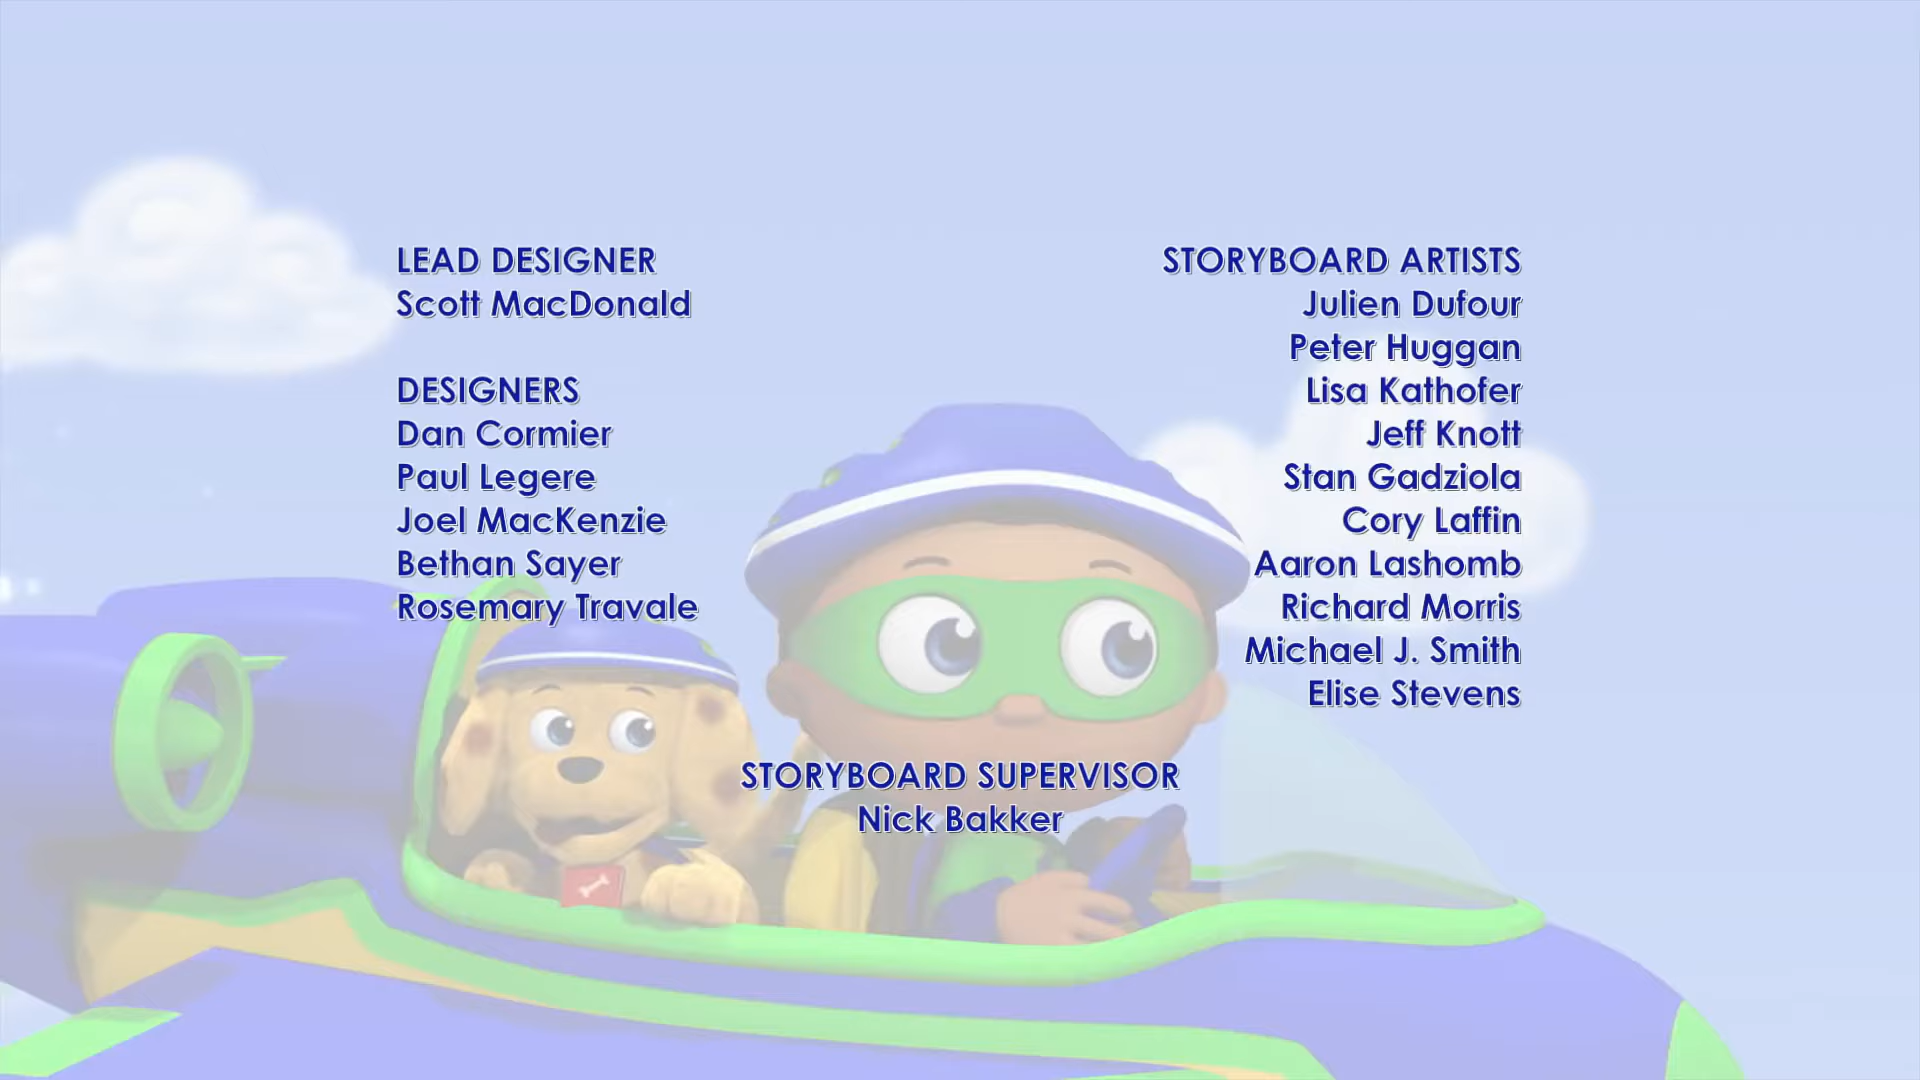 LEAD DESIGNER
Scott MacDonald
DESIGNERS
Dan Cormier
Paul Legere
Joel MacKenzie
Bethan Sayer
Rosemary Travale
STORYBOARD ARTISTS
Julien Dufour
Peter Huggan
Lisa Kathofer
Jeff Knott
Stan Gadziola
Cory Laffin
Aaron Lashomb
Richard Morris
Michael J. Smith
Elise Stevens
STORYBOARD SUPERVISOR
Nick Bakker